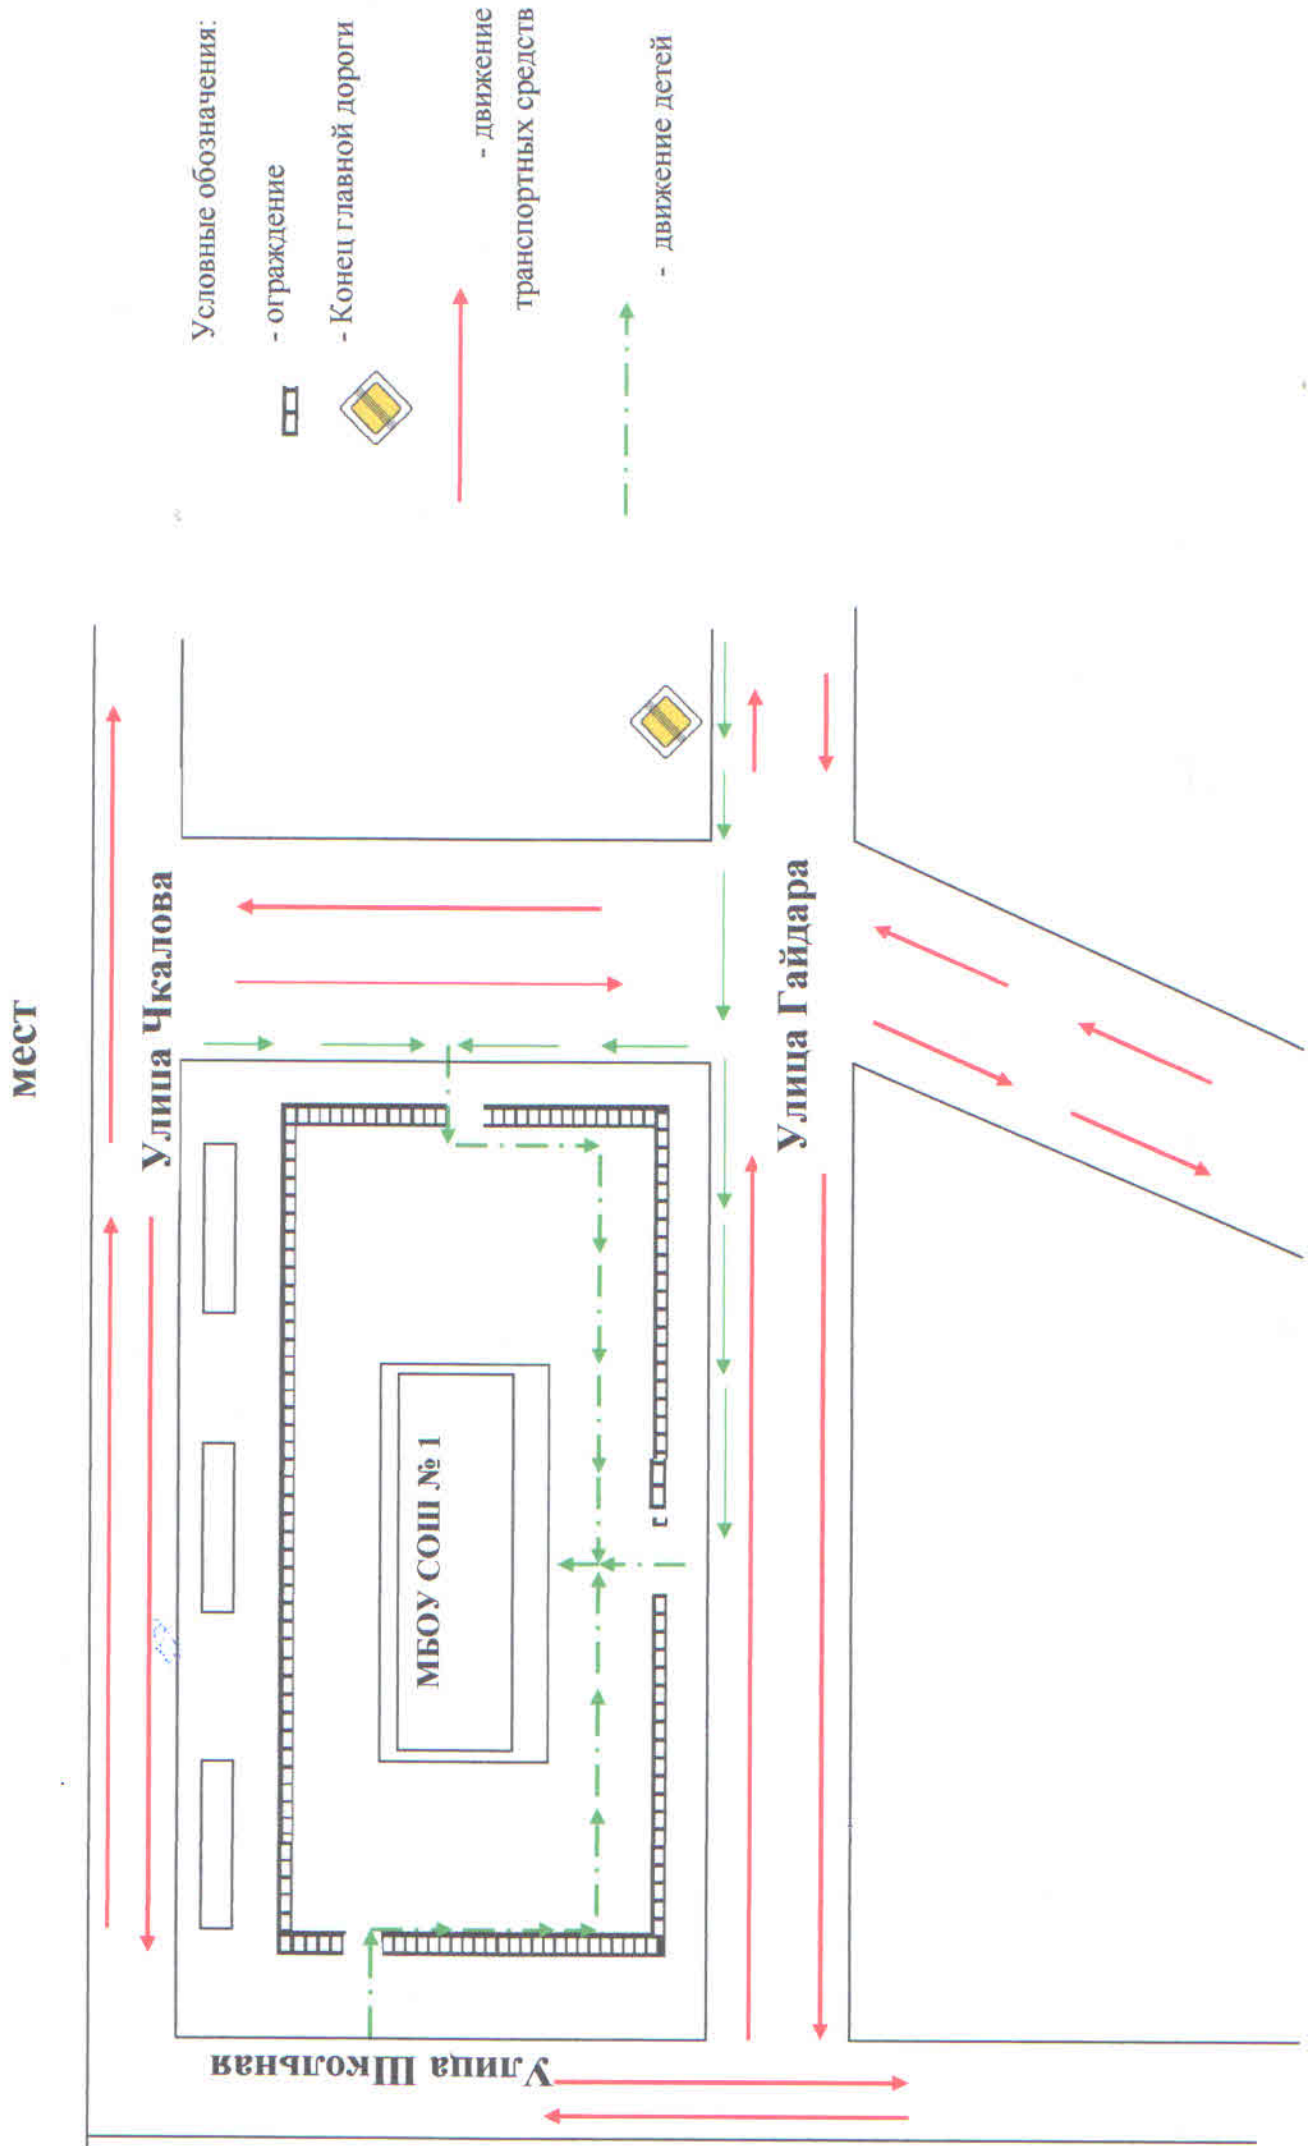 мест
Условные обозначения:
- ограждение
- Конец главной дороги
- движение
транспортных средств
- движение детей
Улица Чкалова
Улица Гайдара
МБОУ СОШ № 1
Улица Школьная